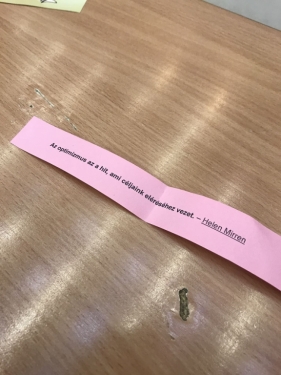 Az optimizmus az a hit, ami céljaink eléréséhez vezet. – Helen Mirren